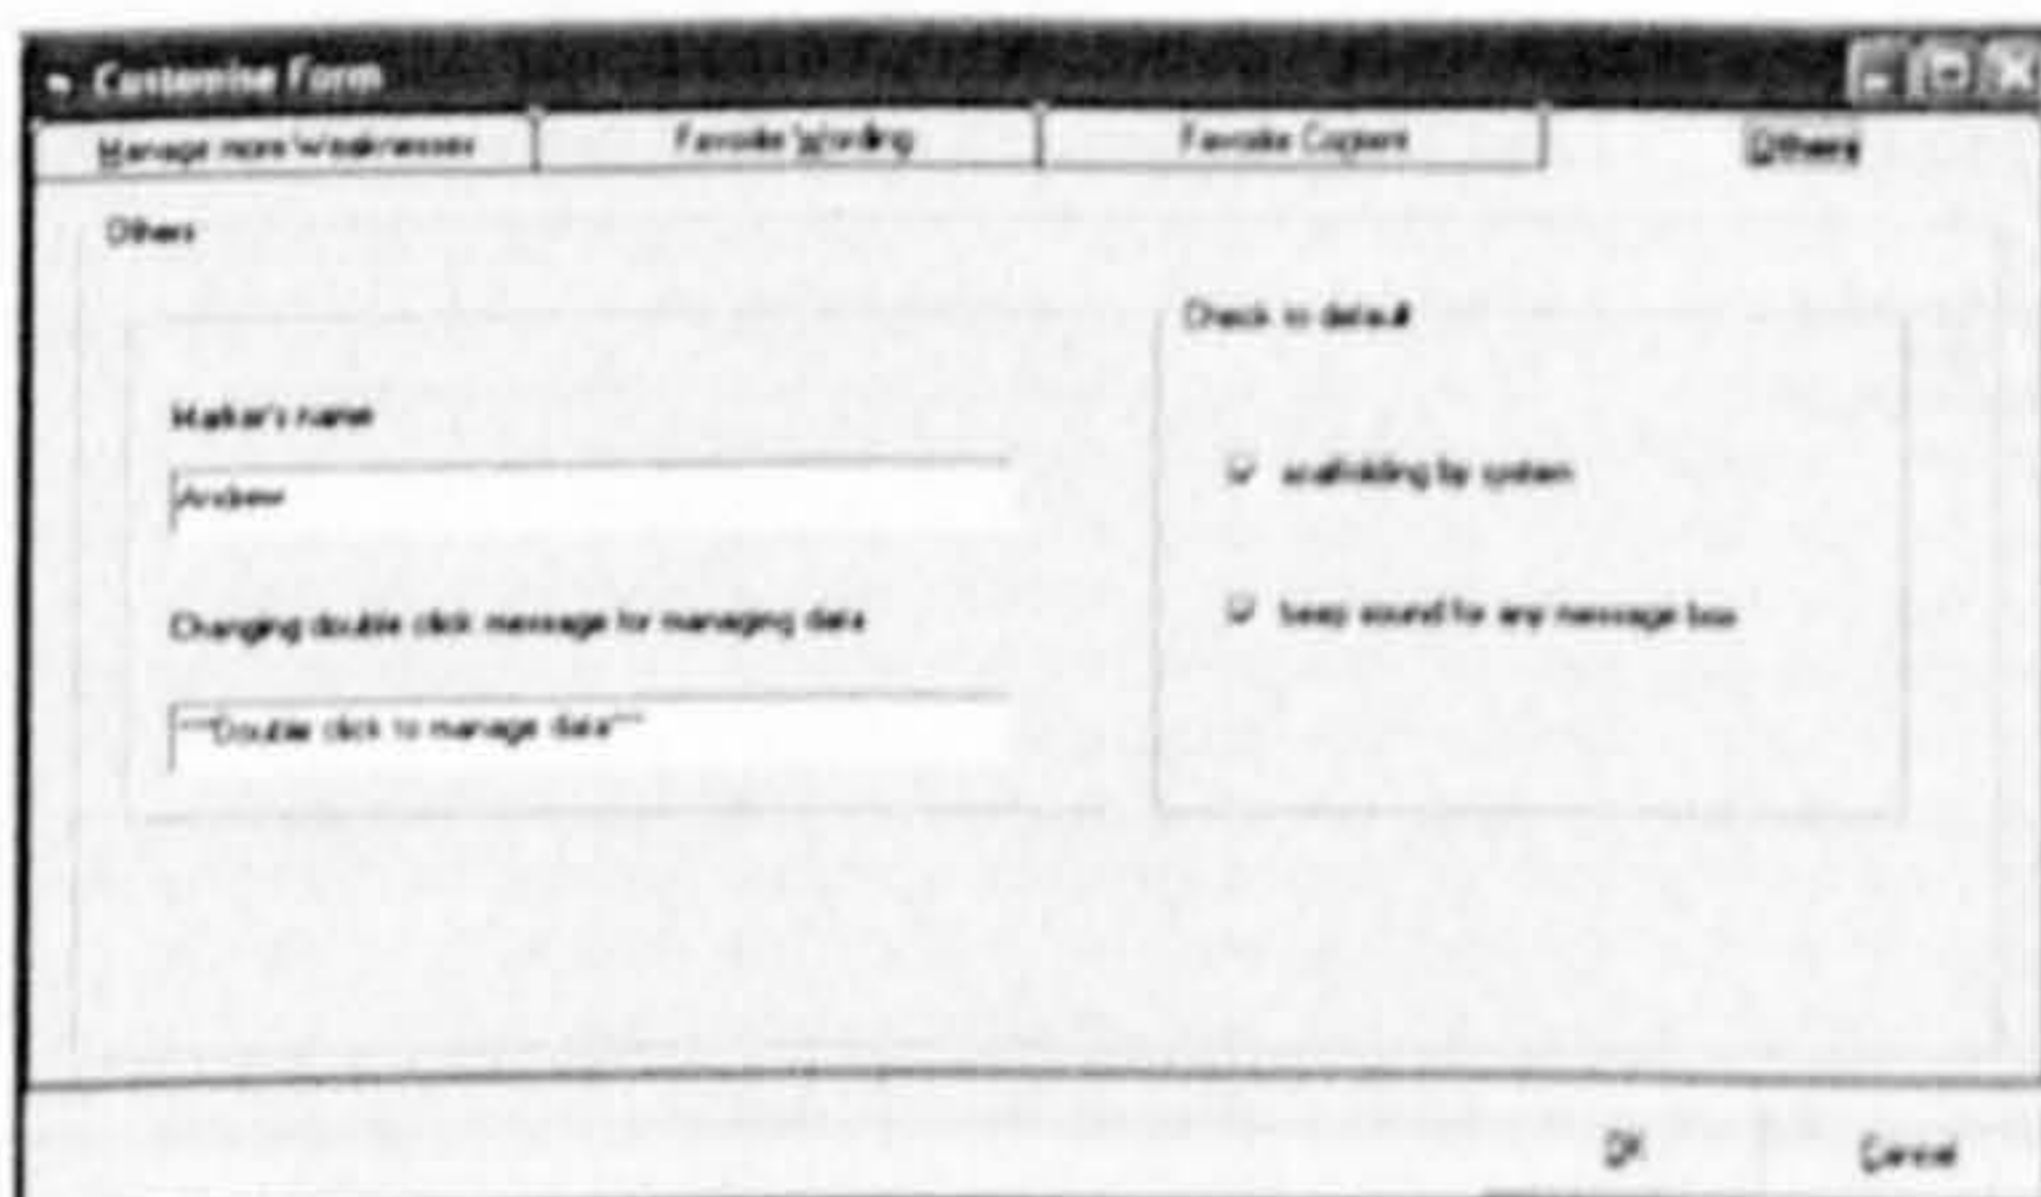 Customise Form
Manage more Weaknesses
Favorite Wording
Favorite Content
Others
Others
Marker's name
Andrew
Changing double click message for managing data
***Double click to manage data***
Check to default
scaffolding by system
beep sound for any message box
OK
Cancel